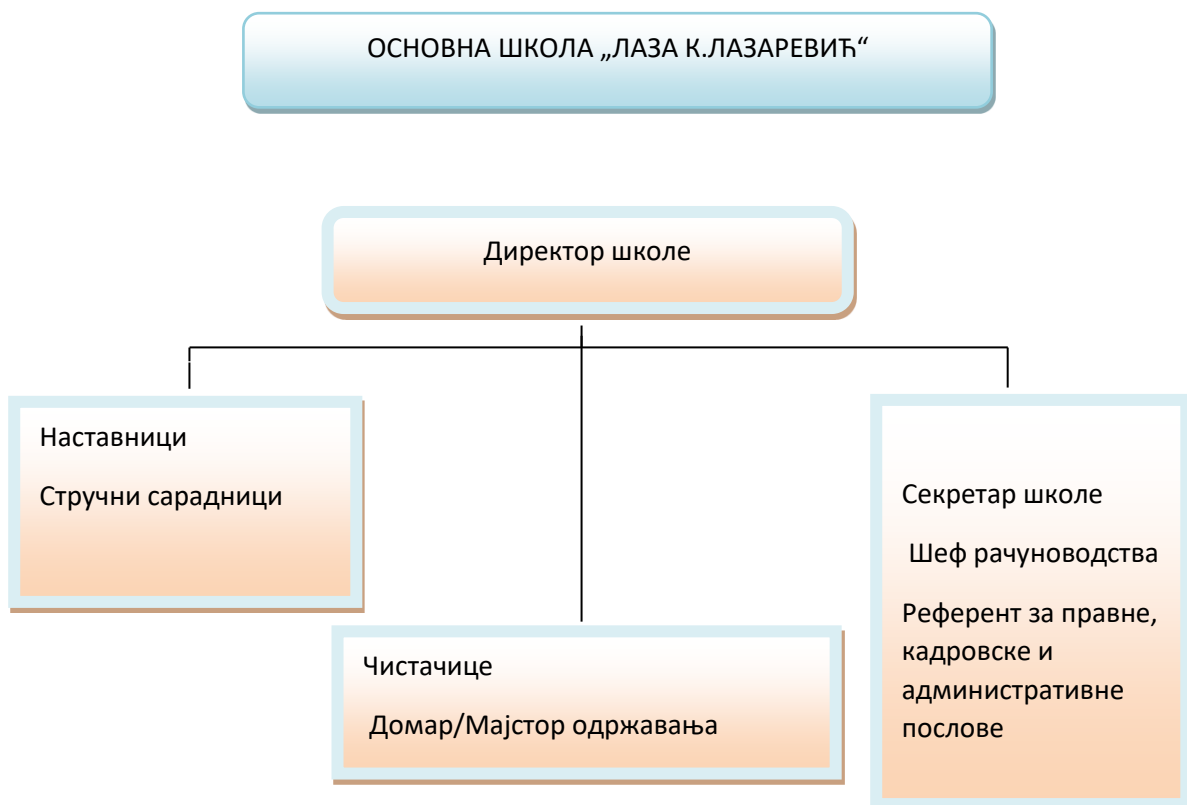 ОСНОВНА ШКОЛА „ЛАЗА К.ЛАЗАРЕВИЋ“
Директор школе
Наставници
Стручни сарадници
Чистачице
Домар/Мајстор одржавања
Секретар школе
Шеф рачуноводства
Референт за правне,
кадровске и
административне
послове